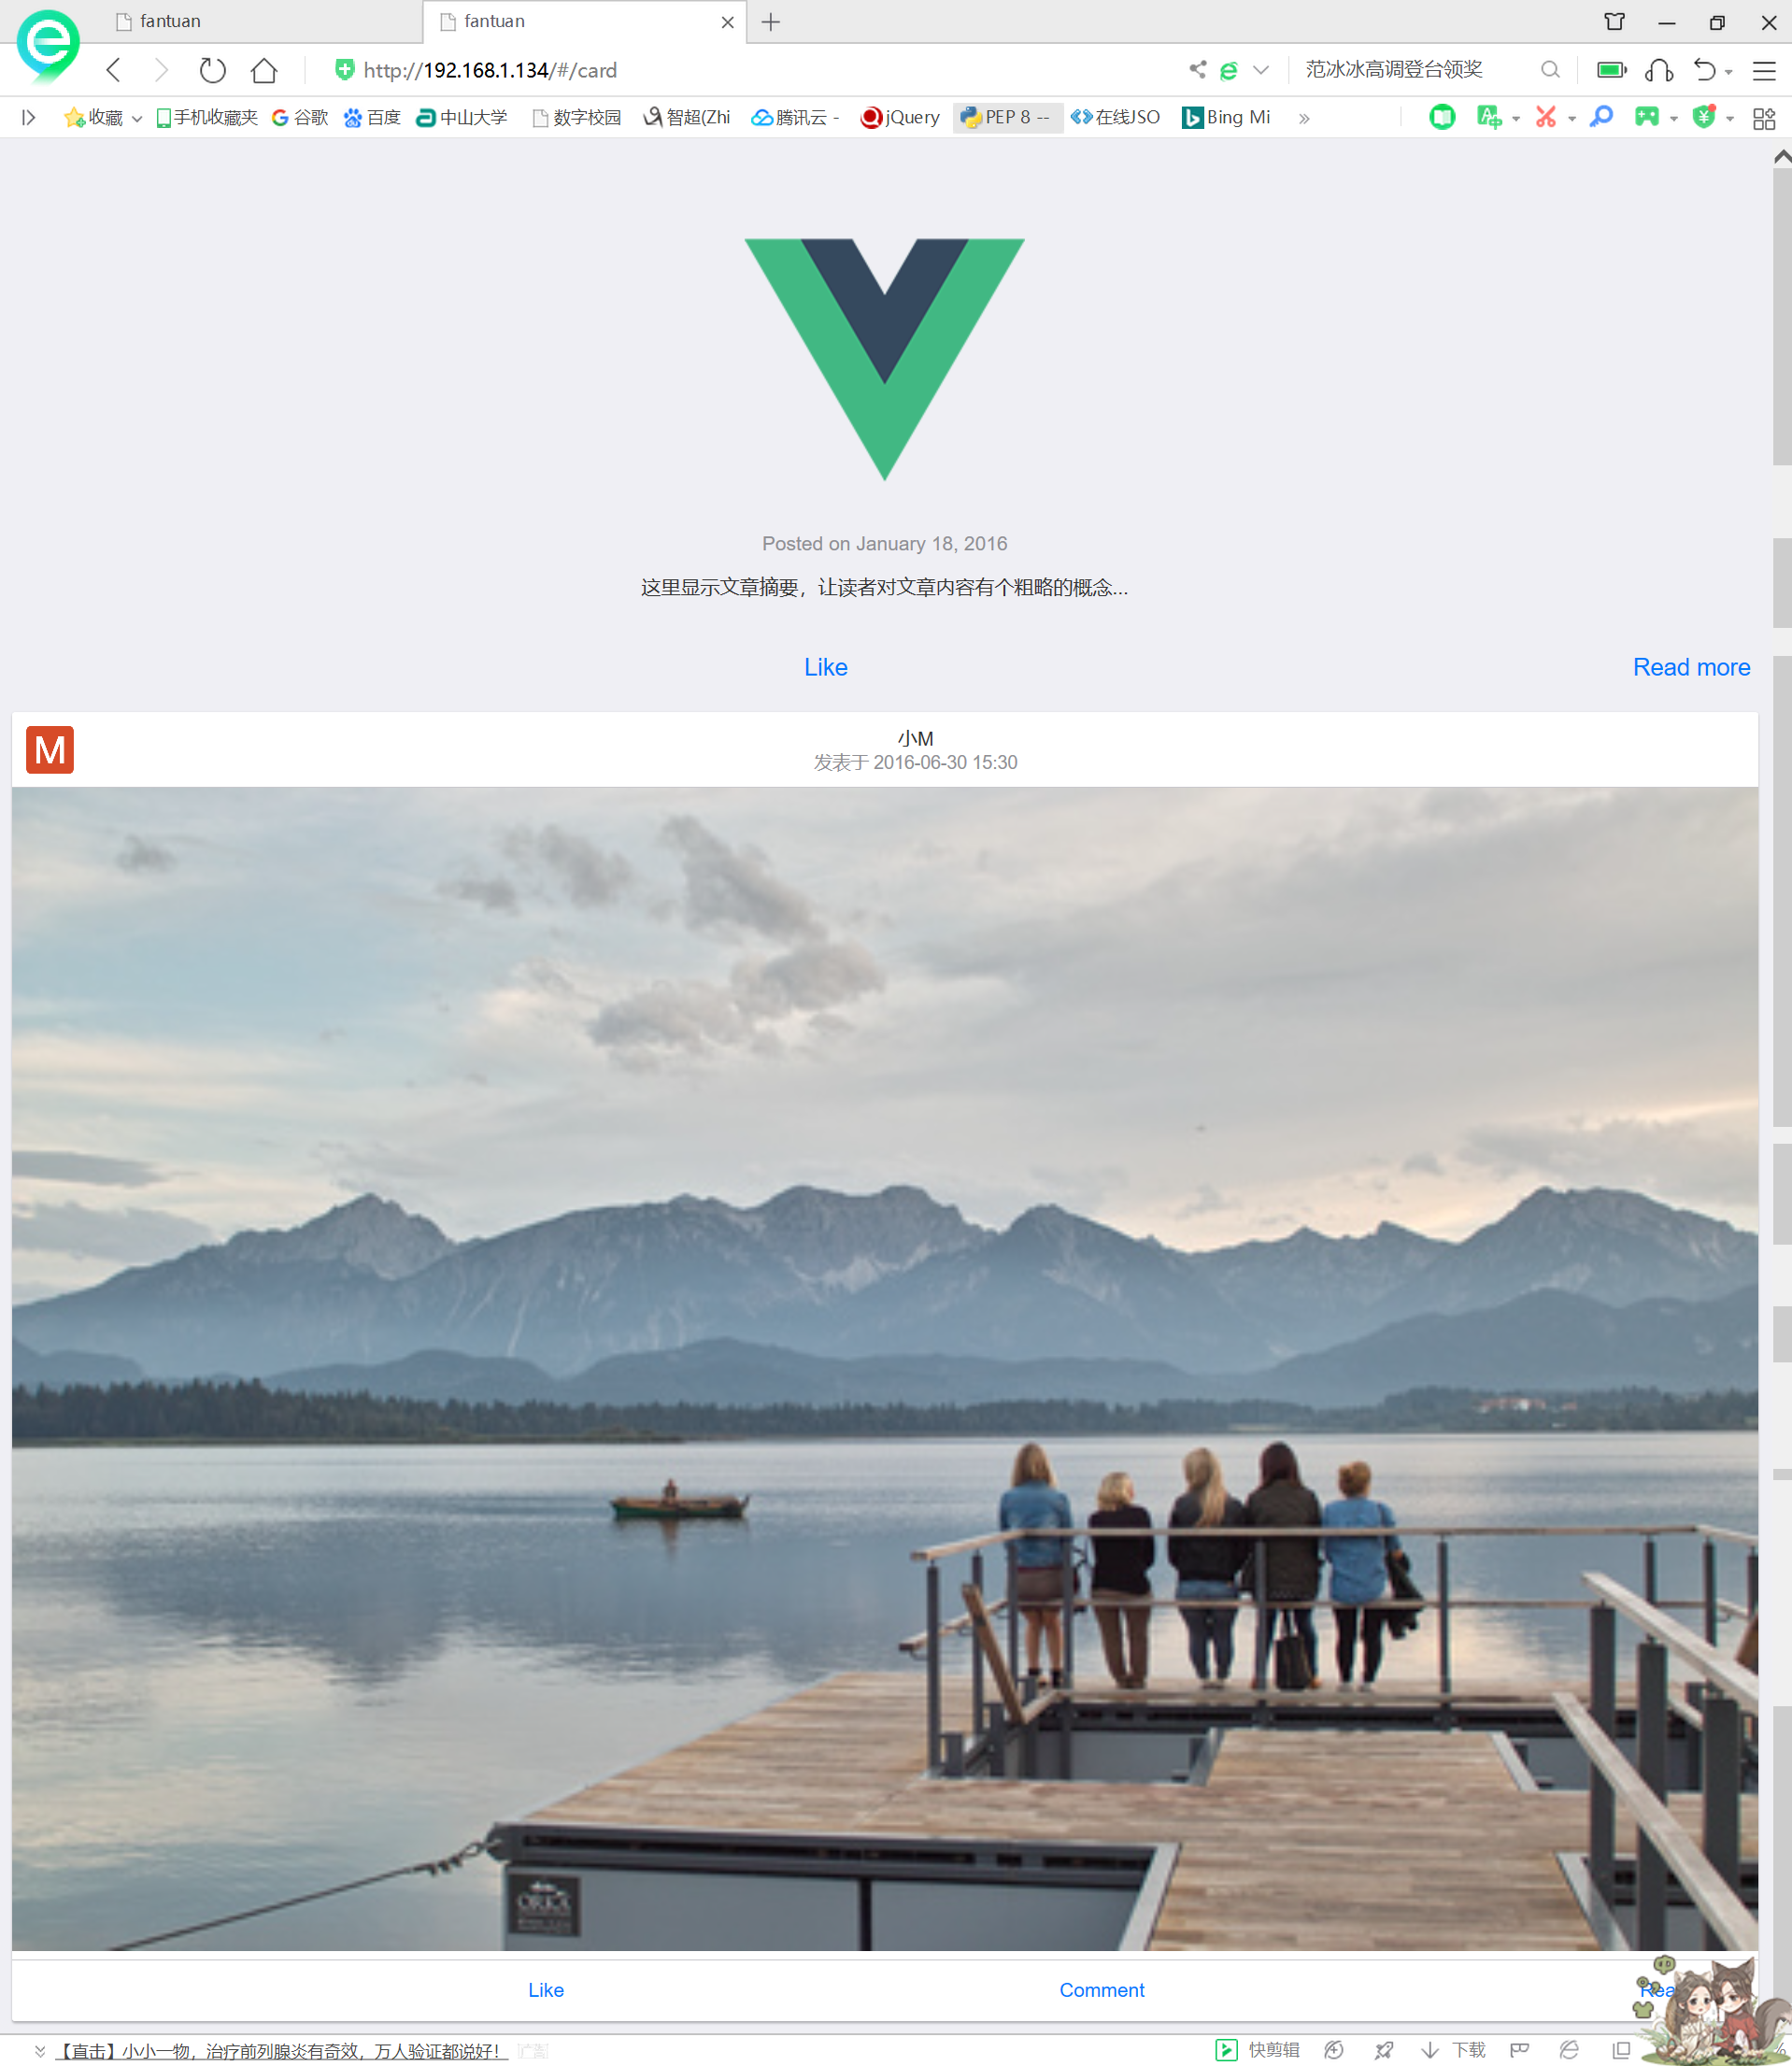 fantuan
fantuan
http://192.168.1.134/#/card
范冰冰高调登台领奖
收藏 手机收藏夹 谷歌 百度 中山大学 数字校园 智超(Zhi 腾讯云 - jQuery PEP 8 -- 在线JSO Bing Mi »
Posted on January 18, 2016
这里显示文章摘要，让读者对文章内容有个粗略的概念...
Like Read more
M
小M
发表于 2016-06-30 15:30
ORKA
Like Comment Rea
【直击】小小一物，治疗前列腺炎有奇效，万人验证都说好！ 广告
快剪辑 下载